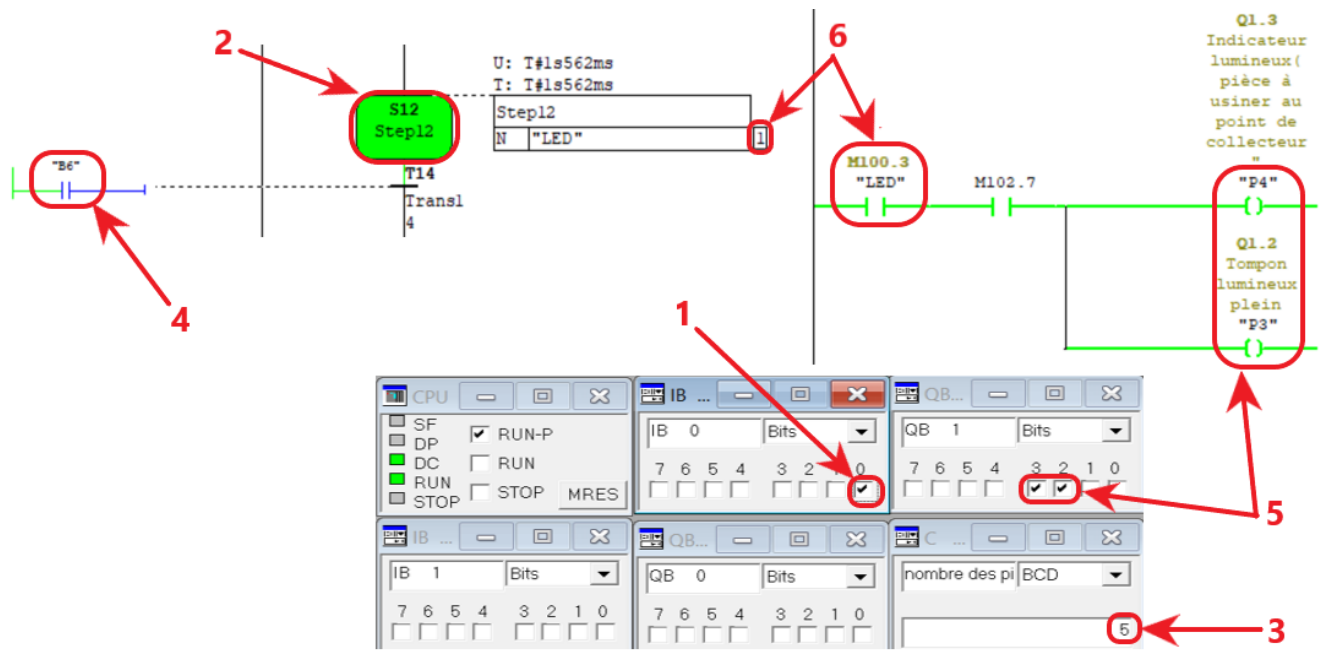 2
U: T#1s562ms
T: T#1s562ms
S12
Step12
Step12
N "LED" 1
"B6"
T14
Trans1
4
4
6
Q1.3
Indicateur
lumineux(
pièce à
usiner au
point de
collecteur
"
M100.3
"LED"
M102.7
"P4"
( )
Q1.2
Tompon
lumineux
plein
"P3"
( )
5
1
CPU
SF
DP
DC
RUN
STOP
RUN-P
RUN
STOP
MRES
IB ...
IB 0 Bits
7 6 5 4 3 2 1 0
QB...
QB 1 Bits
7 6 5 4 3 2 1 0
IB ...
IB 1 Bits
7 6 5 4 3 2 1 0
QB...
QB 0 Bits
7 6 5 4 3 2 1 0
C ...
nombre des pi BCD
5
3